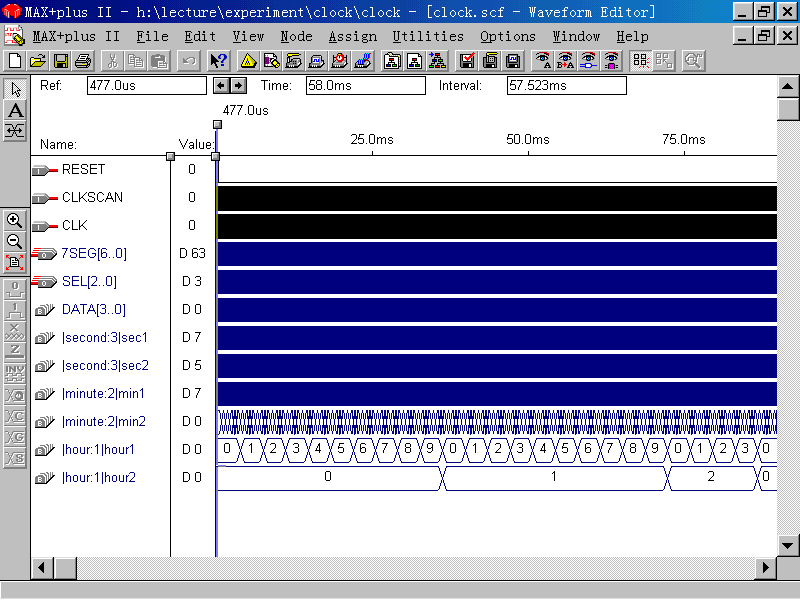 MAX+plus II - h:\lecture\experiment\clock\clock - [clock.scf - Waveform Editor]
MAX+plus II File Edit View Node Assign Utilities Options Window Help
Ref: 477.0us Time: 58.0ms Interval: 57.523ms
477.0us
Name: Value: 25.0ms 50.0ms 75.0ms
RESET 0
CLKSCAN 0
CLK 0
7SEG[6..0] D 63
SEL[2..0] D 3
DATA[3..0] D 0
|second:3|sec1 D 7
|second:3|sec2 D 5
|minute:2|min1 D 7
|minute:2|min2 D 0
|hour:1|hour1 D 0 0 1 2 3 4 5 6 7 8 9 0 1 2 3 4 5 6 7 8 9 0 1 2 3 0
|hour:1|hour2 D 0 0 1 2 0